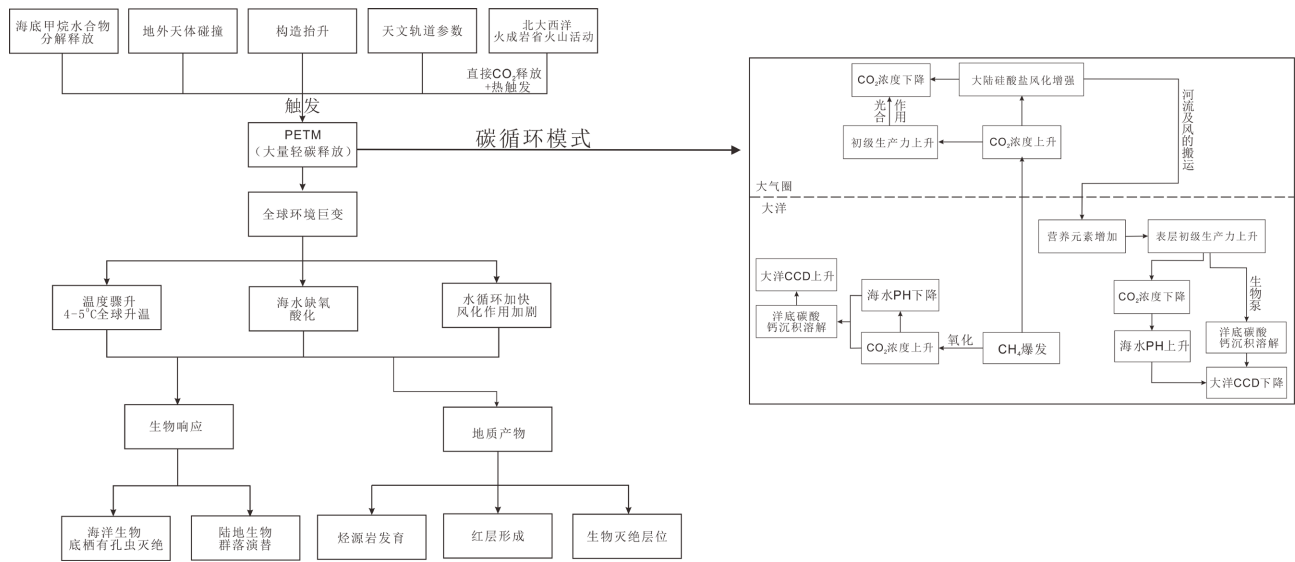 海底甲烷水合物
分解释放
地外天体碰撞
构造抬升
天文轨道参数
北大西洋
火成岩省火山活动
直接CO₂释放
+热触发
触发
PETM
（大量轻碳释放）
碳循环模式
全球环境巨变
温度骤升
4-5⁰C全球升温
海水缺氧
酸化
水循环加快
风化作用加剧
生物响应
地质产物
海洋生物
底栖有孔虫灭绝
陆地生物
群落演替
烃源岩发育
红层形成
生物灭绝层位
CO₂浓度下降
大陆硅酸盐风化增强
光合作用
初级生产力上升
CO₂浓度上升
河流及风的搬运
大气圈
大洋
营养元素增加
表层初级生产力上升
大洋CCD上升
海水PH下降
洋底碳酸
钙沉积溶解
CO₂浓度上升
氧化
CH₄爆发
CO₂浓度下降
生物泵
海水PH上升
洋底碳酸
钙沉积溶解
大洋CCD下降